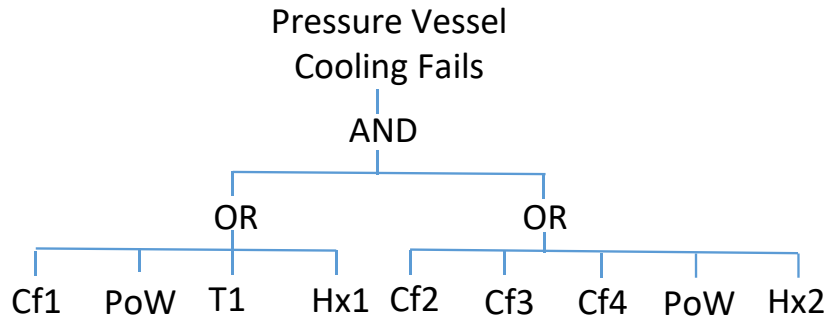 Pressure Vessel
Cooling Fails
AND
OR OR
Cf1 PoW T1 Hx1 Cf2 Cf3 Cf4 PoW Hx2